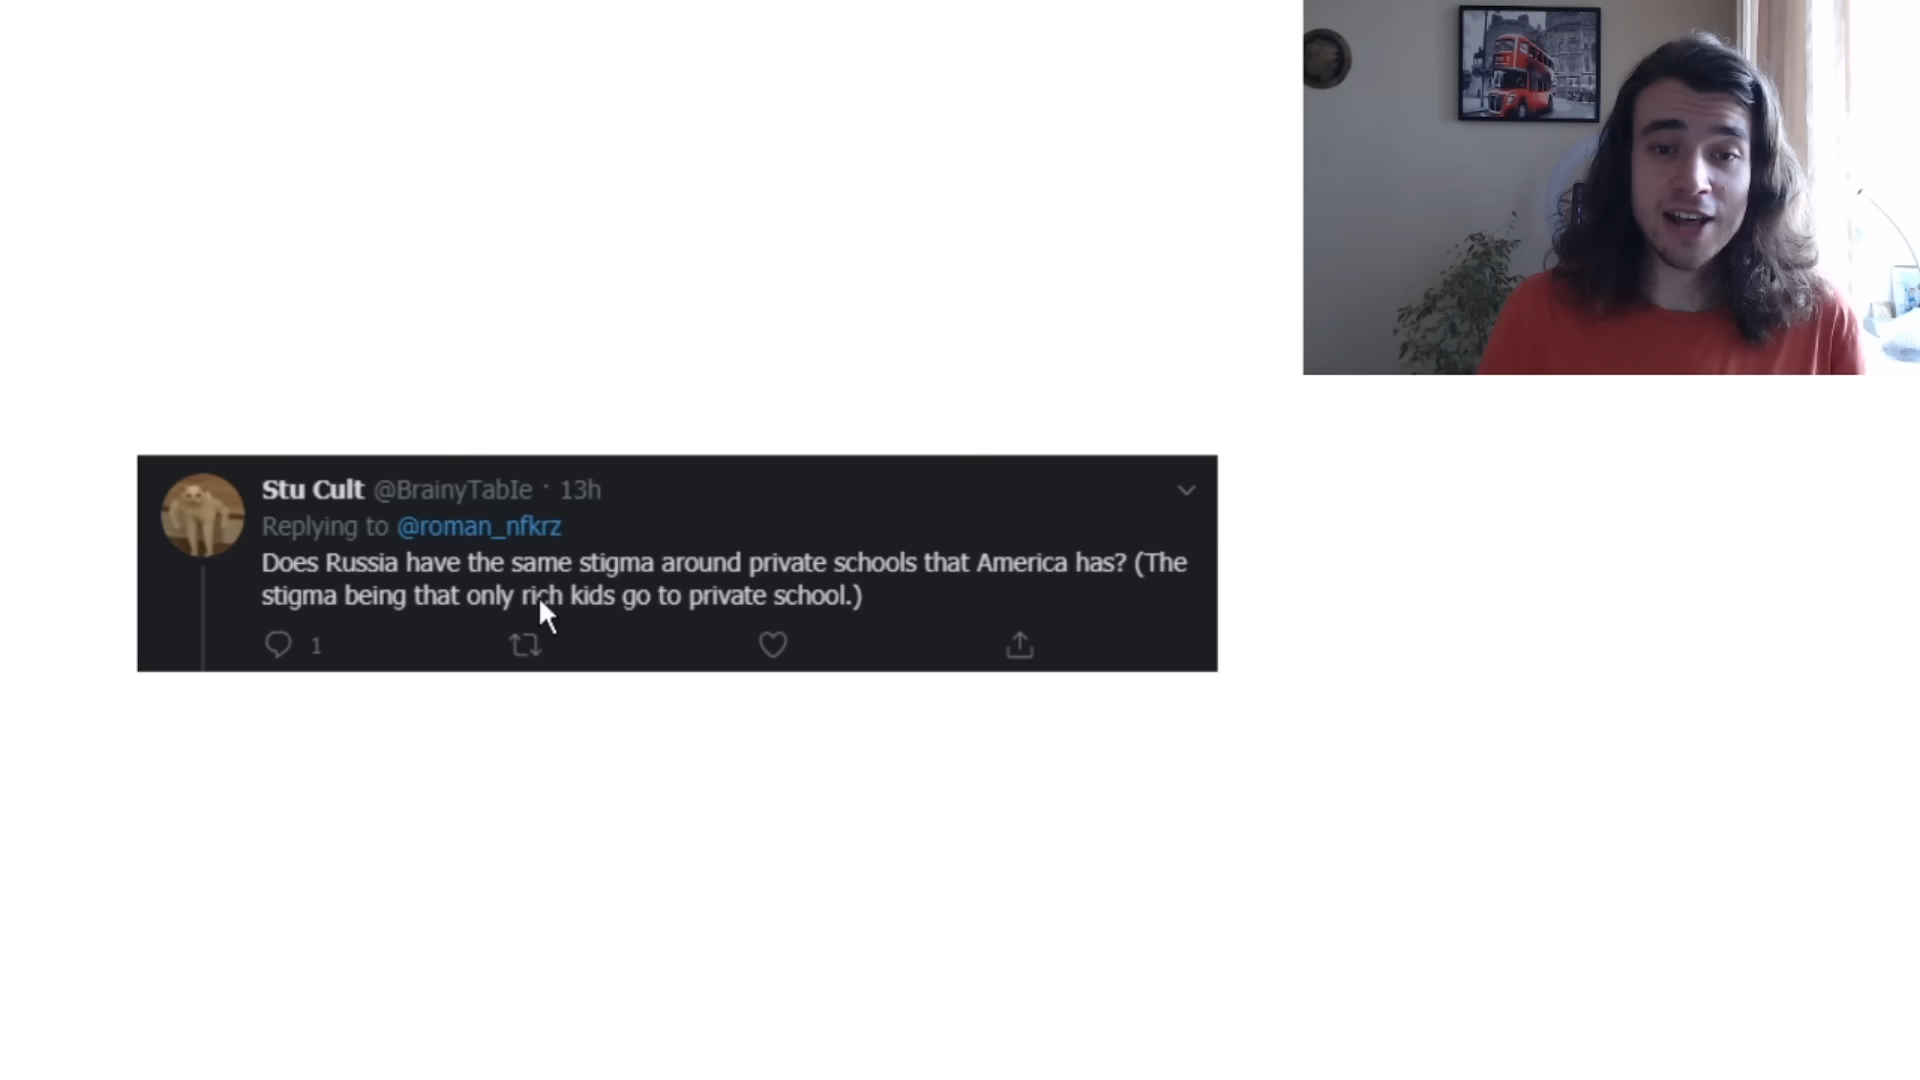 Stu Cult @BrainyTabIe · 13h
Replying to @roman_nfkrz
Does Russia have the same stigma around private schools that America has? (The
stigma being that only rich kids go to private school.)
1